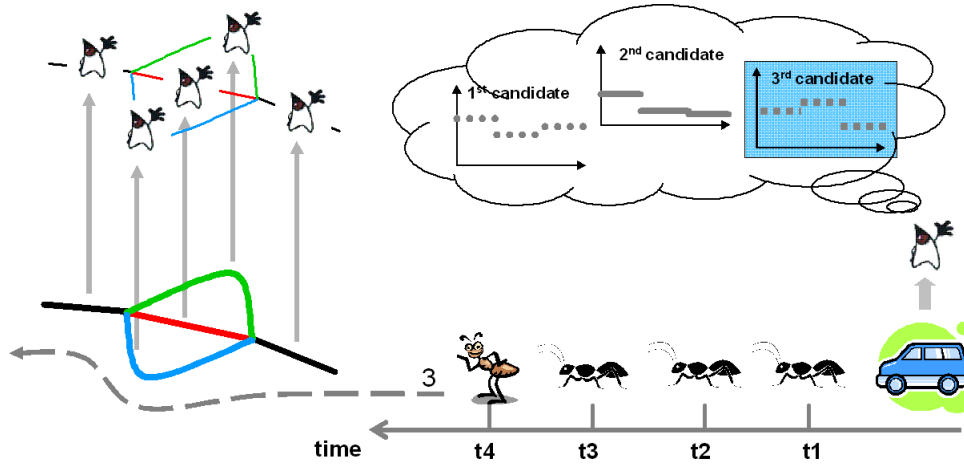 2nd candidate
1st candidate
3rd candidate
3
time
t4
t3
t2
t1